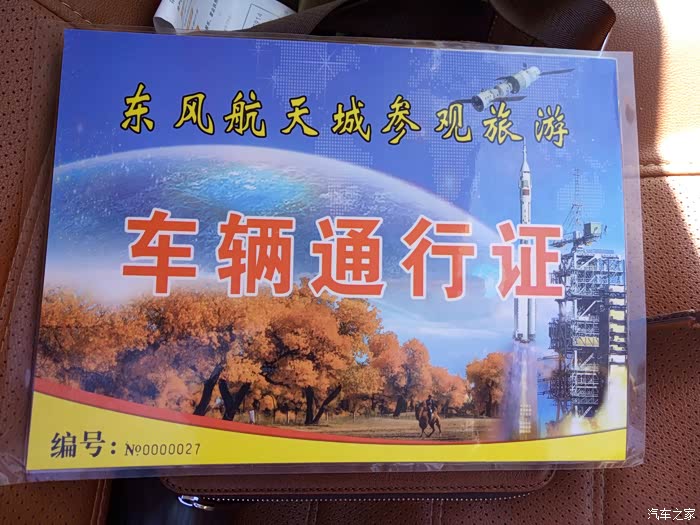 东风航天城参观旅游
车辆通行证
编号：№0000027
汽车之家